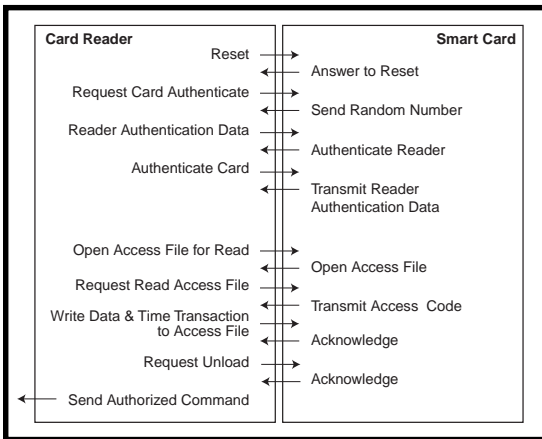 Card Reader
Smart Card
Reset
Answer to Reset
Request Card Authenticate
Send Random Number
Reader Authentication Data
Authenticate Reader
Authenticate Card
Transmit Reader
Authentication Data
Open Access File for Read
Open Access File
Request Read Access File
Transmit Access Code
Write Data & Time Transaction
to Access File
Acknowledge
Request Unload
Acknowledge
Send Authorized Command